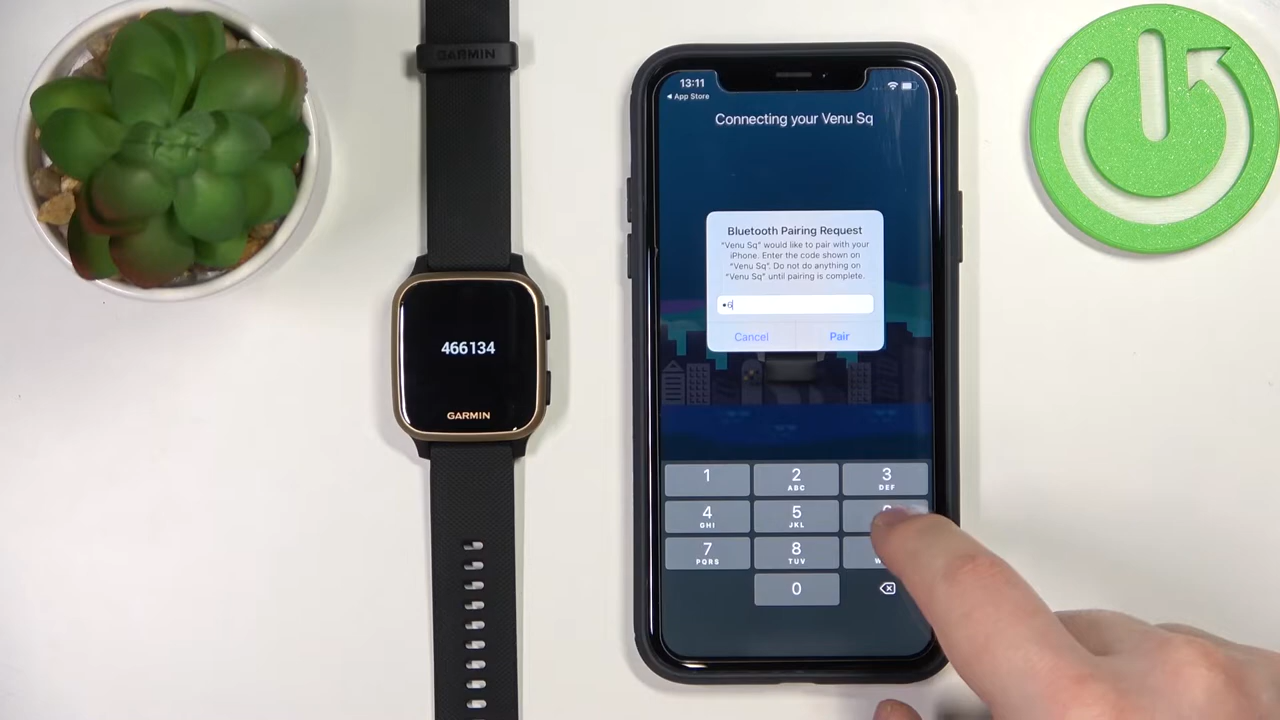 GARMIN
466134
GARMIN
13:11
App Store
Connecting your Venu Sq
Bluetooth Pairing Request
"Venu Sq" would like to pair with your
iPhone. Enter the code shown on
"Venu Sq". Do not do anything on
"Venu Sq" until pairing is complete.
•6
Cancel Pair
1 2 3
ABC DEF
4 5
GHI JKL
7 8
PQRS TUV
0